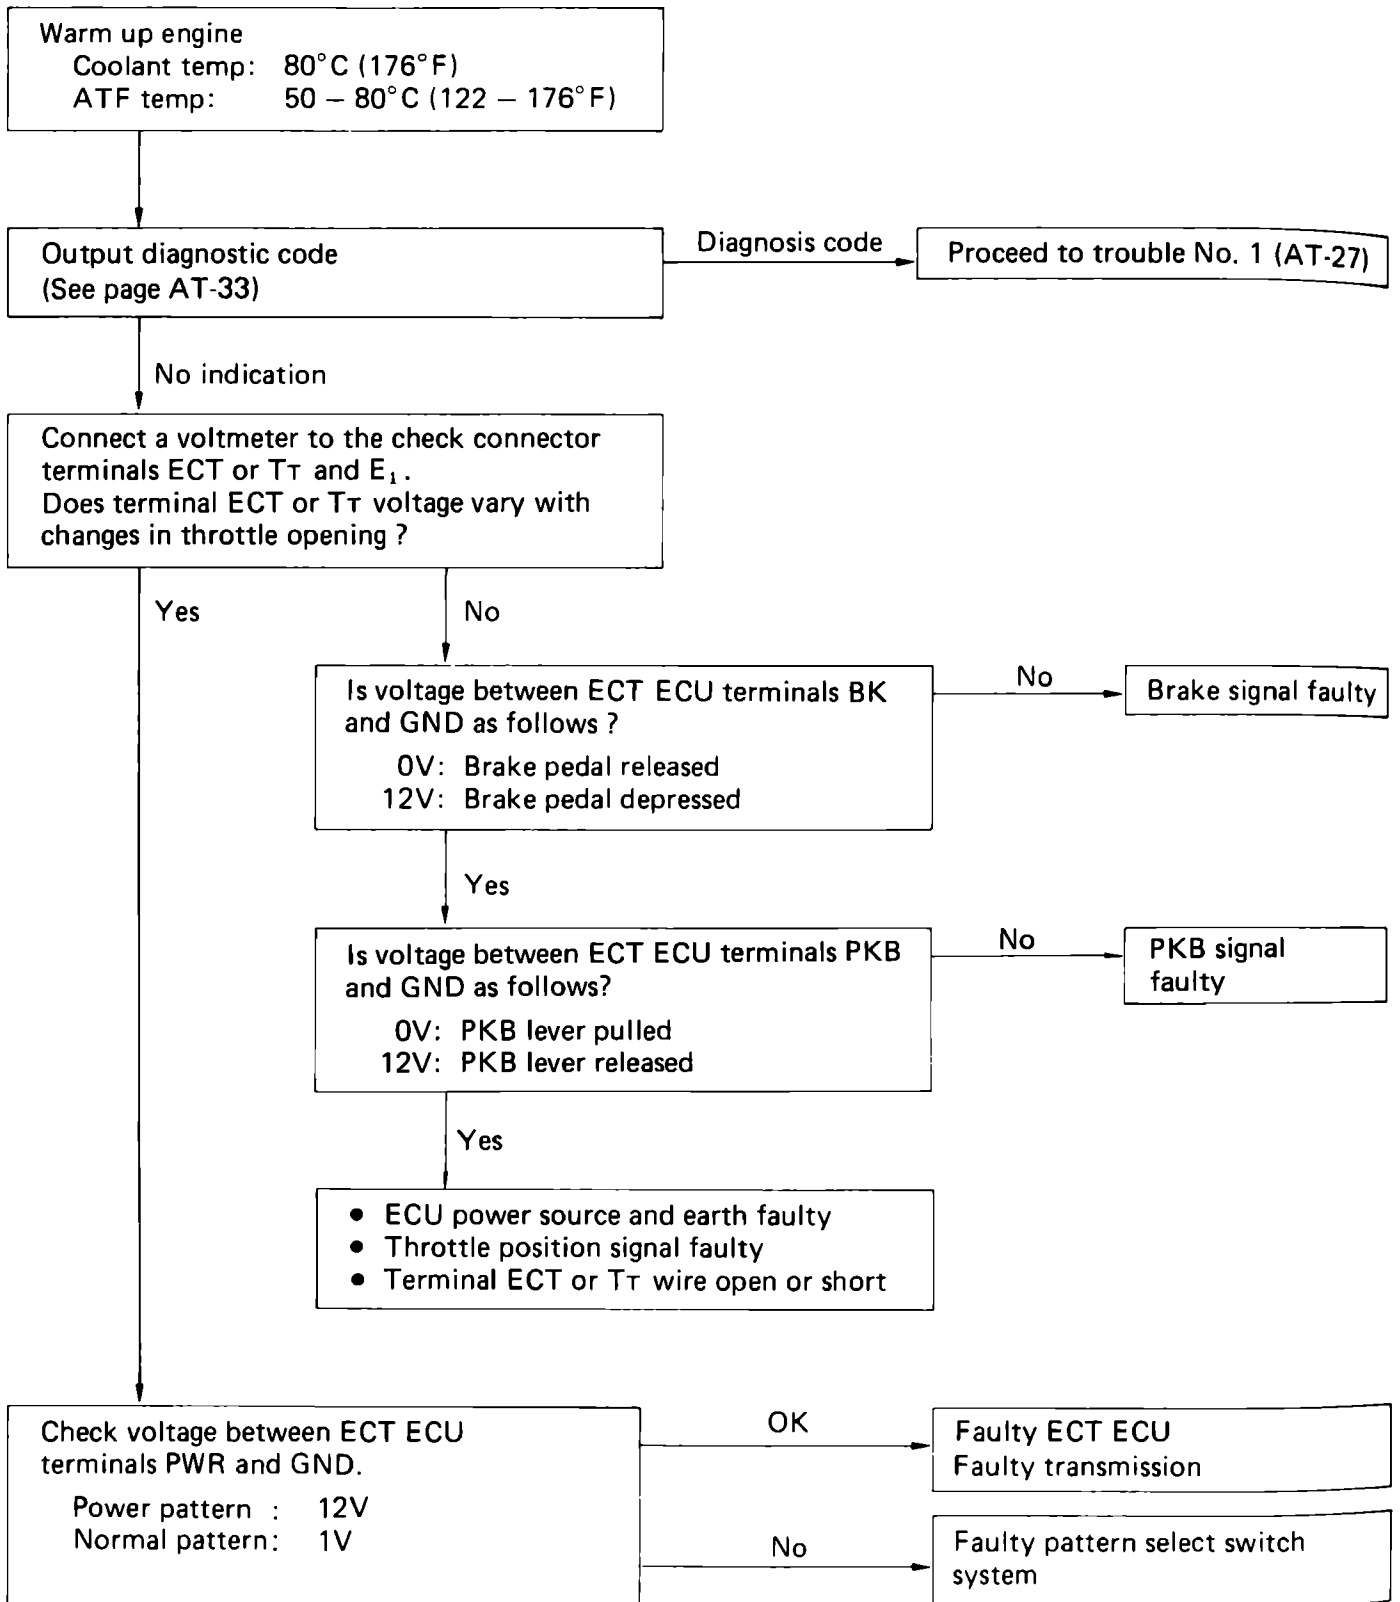 Warm up engine
Coolant temp: 80°C (176°F)
ATF temp: 50 – 80°C (122 – 176°F)
Output diagnostic code
(See page AT-33)
Diagnosis code
Proceed to trouble No. 1 (AT-27)
No indication
Connect a voltmeter to the check connector
terminals ECT or TT and E₁.
Does terminal ECT or TT voltage vary with
changes in throttle opening ?
Yes
No
Is voltage between ECT ECU terminals BK
and GND as follows ?
0V: Brake pedal released
12V: Brake pedal depressed
No
Brake signal faulty
Yes
Is voltage between ECT ECU terminals PKB
and GND as follows?
0V: PKB lever pulled
12V: PKB lever released
No
PKB signal
faulty
Yes
● ECU power source and earth faulty
● Throttle position signal faulty
● Terminal ECT or TT wire open or short
Check voltage between ECT ECU
terminals PWR and GND.
Power pattern : 12V
Normal pattern: 1V
OK
Faulty ECT ECU
Faulty transmission
No
Faulty pattern select switch
system